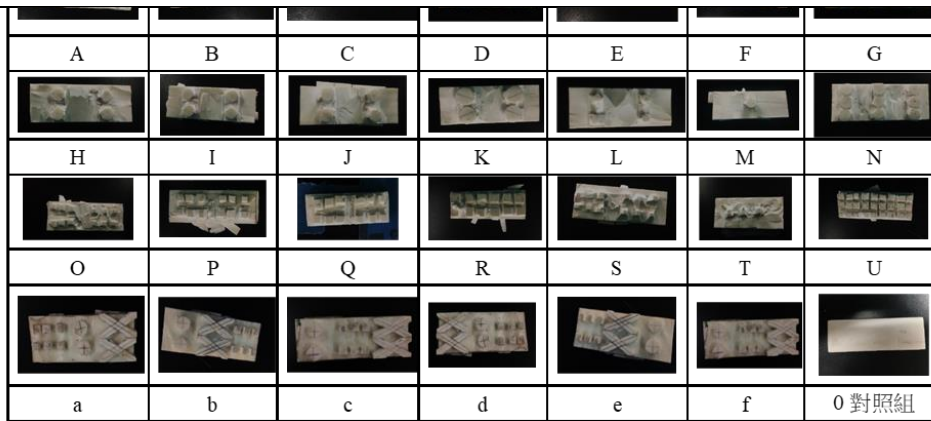 A B C D E F G
H I J K L M N
O P Q R S T U
a b c d e f 0 對照組